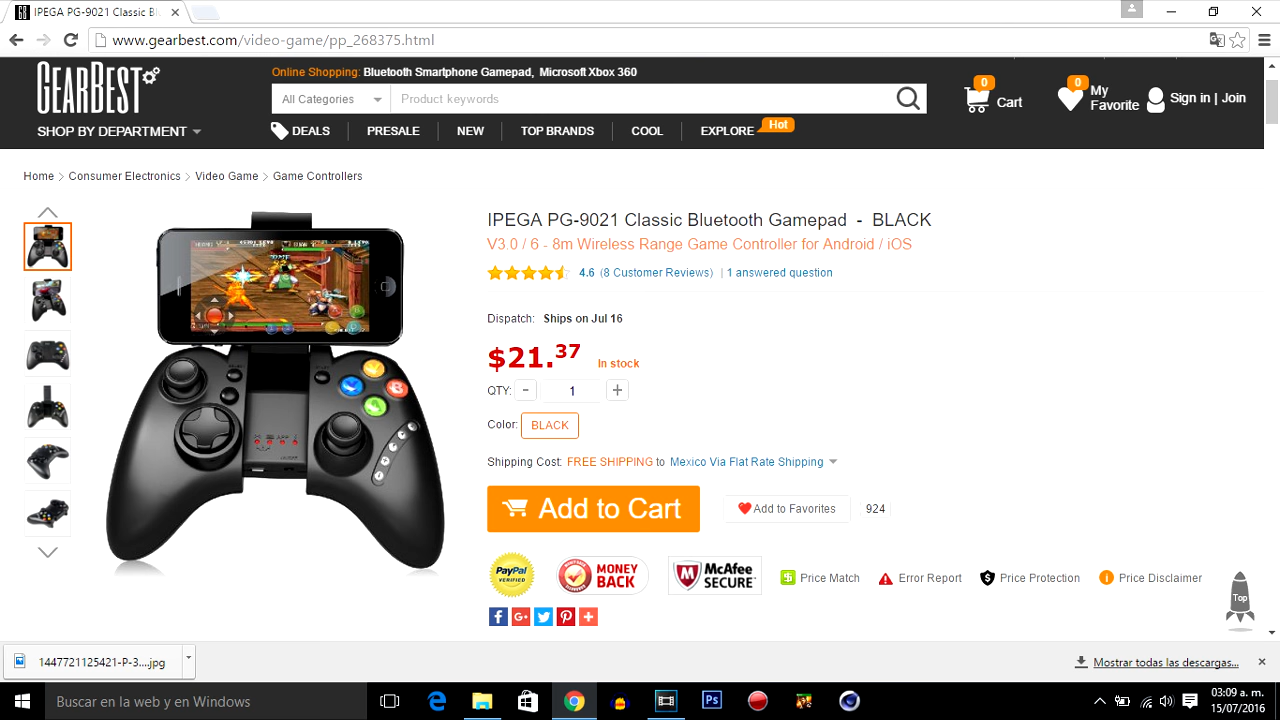 IPEGA PG-9021 Classic Bl
www.gearbest.com/video-game/pp_268375.html
GEARBEST
Online Shopping: Bluetooth Smartphone Gamepad, Microsoft Xbox 360
All Categories
Product keywords
0
Cart
0
My
Favorite
Sign in | Join
SHOP BY DEPARTMENT
DEALS
PRESALE
NEW
TOP BRANDS
COOL
EXPLORE
Hot
Home > Consumer Electronics > Video Game > Game Controllers
IPEGA PG-9021 Classic Bluetooth Gamepad - BLACK
V3.0 / 6 - 8m Wireless Range Game Controller for Android / iOS
4.6 (8 Customer Reviews) | 1 answered question
Dispatch: Ships on Jul 16
$21.37 In stock
QTY: - 1 +
Color: BLACK
Shipping Cost: FREE SHIPPING to Mexico Via Flat Rate Shipping
Add to Cart
Add to Favorites
924
PayPal
VERIFIED
MONEY
BACK
McAfee
SECURE
Price Match
Error Report
Price Protection
Price Disclaimer
Top
1447721125421-P-3....jpg
Mostrar todas las descargas...
Buscar en la web y en Windows
Ps
03:09 a. m.
15/07/2016